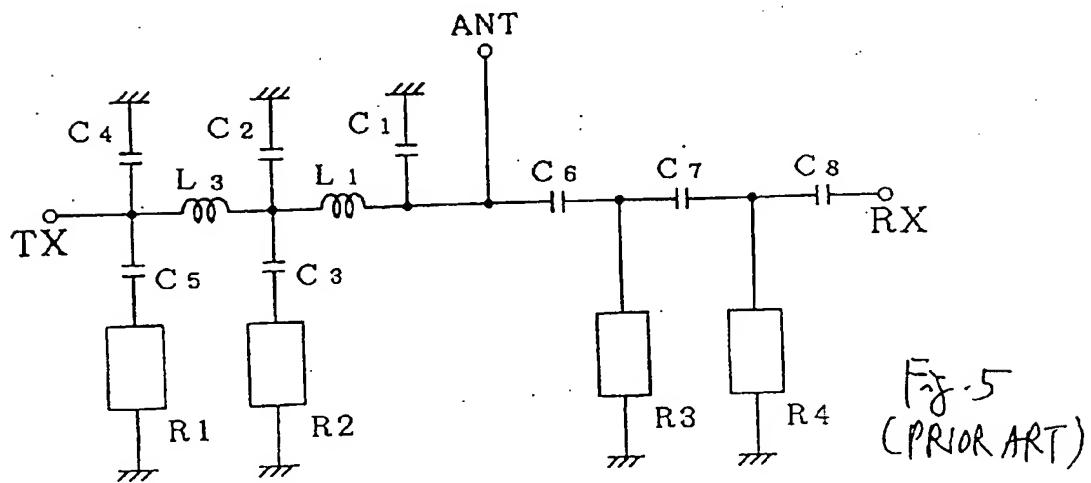 ANT
C4
C2
C1
L3
L1
C6
C7
C8
TX
RX
C5
C3
R1
R2
R3
R4
Fig. 5
(PRIOR ART)